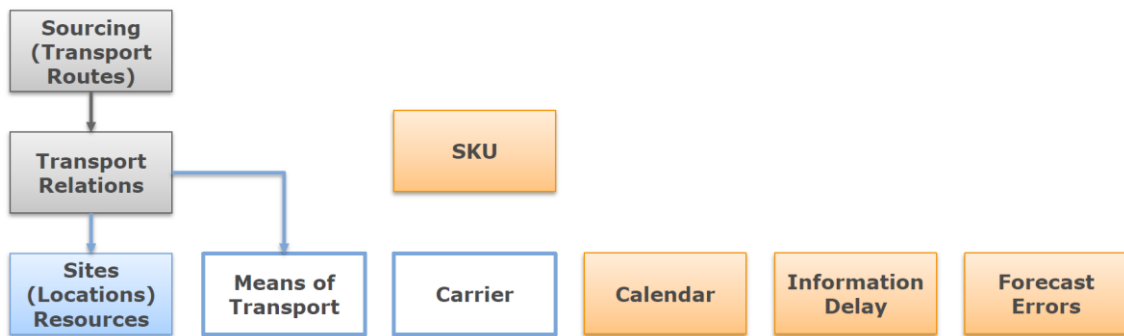 Sourcing
(Transport
Routes)
Transport
Relations
SKU
Sites
(Locations)
Resources
Means of
Transport
Carrier
Calendar
Information
Delay
Forecast
Errors